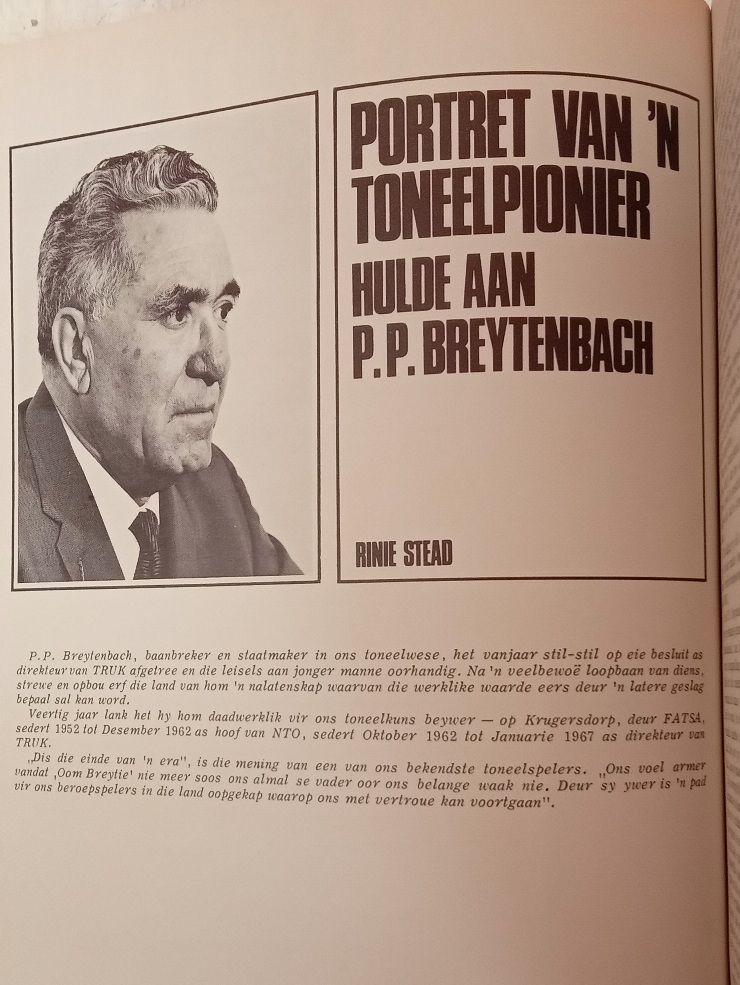 PORTRET VAN 'N
TONEELPIONIER
HULDE AAN
P.P. BREYTENBACH
RINIE STEAD
P.P. Breytenbach, baanbreker en staatmaker in ons toneelwese, het vanjaar stil-stil op eie besluit as
direkteur van TRUK afgetree en die leisels aan jonger manne oorhandig. Na 'n veelbewoë loopbaan van diens,
strewe en opbou erf die land van hom 'n nalatenskap waarvan die werklike waarde eers deur 'n latere geslag
bepaal sal kan word.
Veertig jaar lank het hy hom daadwerklik vir ons toneelkuns beywer — op Krugersdorp, deur FATSA,
sedert 1952 tot Desember 1962 as hoof van NTO, sedert Oktober 1962 tot Januarie 1967 as direkteur van
TRUK.
„Dis die einde van 'n era", is die mening van een van ons bekendste toneelspelers. „Ons voel armer
vandat ‚Oom Breytie' nie meer soos ons almal se vader oor ons belange waak nie. Deur sy ywer is 'n pad
vir ons beroepspelers in die land oopgekap waarop ons met vertroue kan voortgaan".